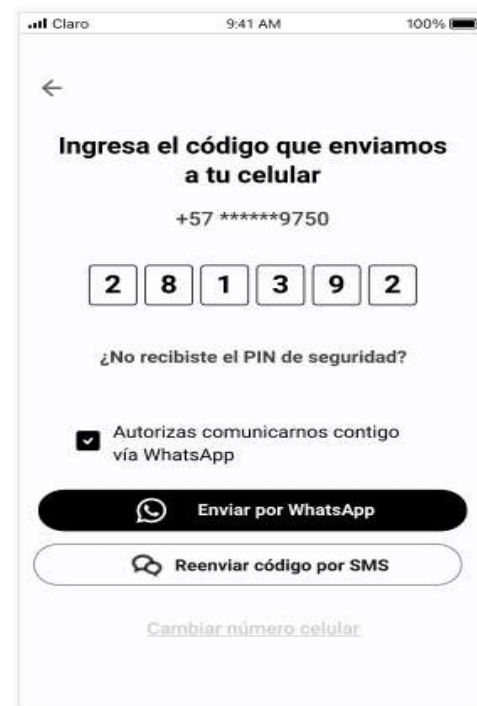 Claro 9:41 AM 100%
Ingresa el código que enviamos
a tu celular
+57 ******9750
2 8 1 3 9 2
¿No recibiste el PIN de seguridad?
Autorizas comunicarnos contigo
vía WhatsApp
Enviar por WhatsApp
Reenviar código por SMS
Cambiar número celular